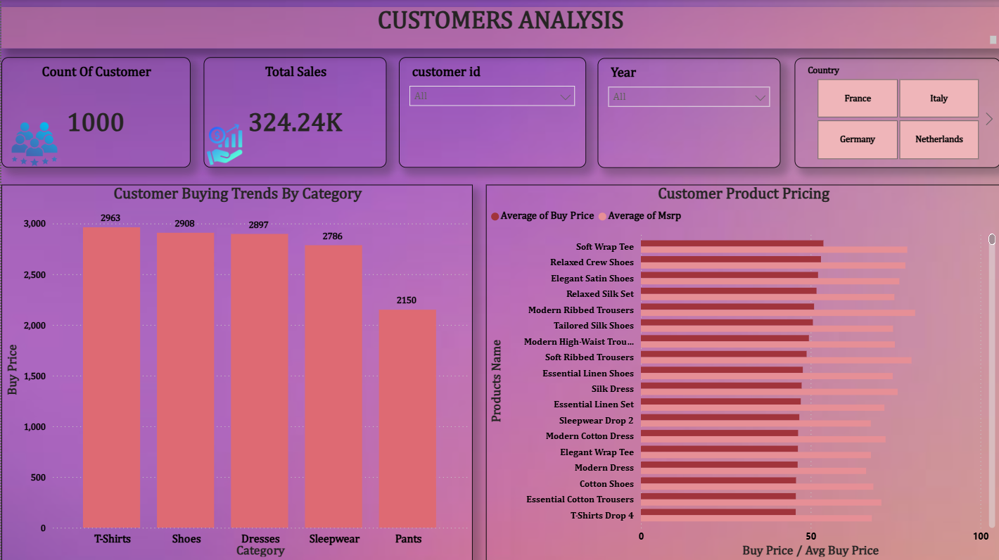 CUSTOMERS ANALYSIS
Count Of Customer
1000
Total Sales
324.24K
customer id
All
Year
All
Country
France
Italy
Germany
Netherlands
Customer Buying Trends By Category
Buy Price
3,000
2,500
2,000
1,500
1,000
500
0
2963
2908
2897
2786
2150
T-Shirts
Shoes
Dresses
Sleepwear
Pants
Category
Customer Product Pricing
Average of Buy Price
Average of Msrp
Products Name
Soft Wrap Tee
Relaxed Crew Shoes
Elegant Satin Shoes
Relaxed Silk Set
Modern Ribbed Trousers
Tailored Silk Shoes
Modern High-Waist Trou...
Soft Ribbed Trousers
Essential Linen Shoes
Silk Dress
Essential Linen Set
Sleepwear Drop 2
Modern Cotton Dress
Elegant Wrap Tee
Modern Dress
Cotton Shoes
Essential Cotton Trousers
T-Shirts Drop 4
0
50
100
Buy Price / Avg Buy Price